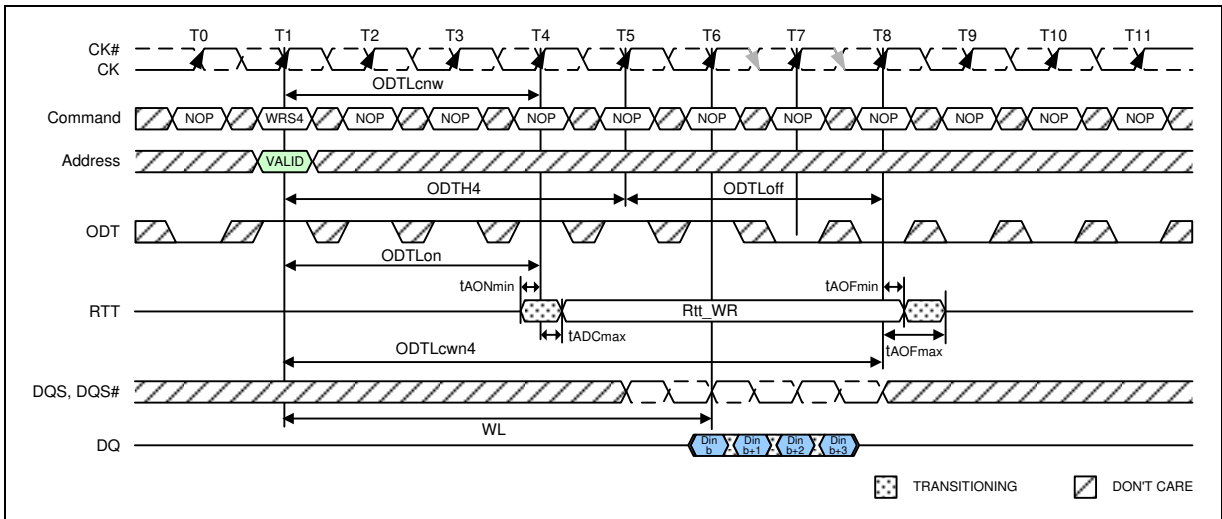 T0 T1 T2 T3 T4 T5 T6 T7 T8 T9 T10 T11
CK#
CK
ODTLcnw
Command NOP WRS4 NOP NOP NOP NOP NOP NOP NOP NOP NOP NOP
Address VALID
ODTH4 ODTLoff
ODT
ODTLon
tAONmin tAOFmin
RTT Rtt_WR
tADCmax tAOFmax
ODTLcwn4
DQS, DQS#
WL
DQ Din b Din b+1 Din b+2 Din b+3
TRANSITIONING DON'T CARE